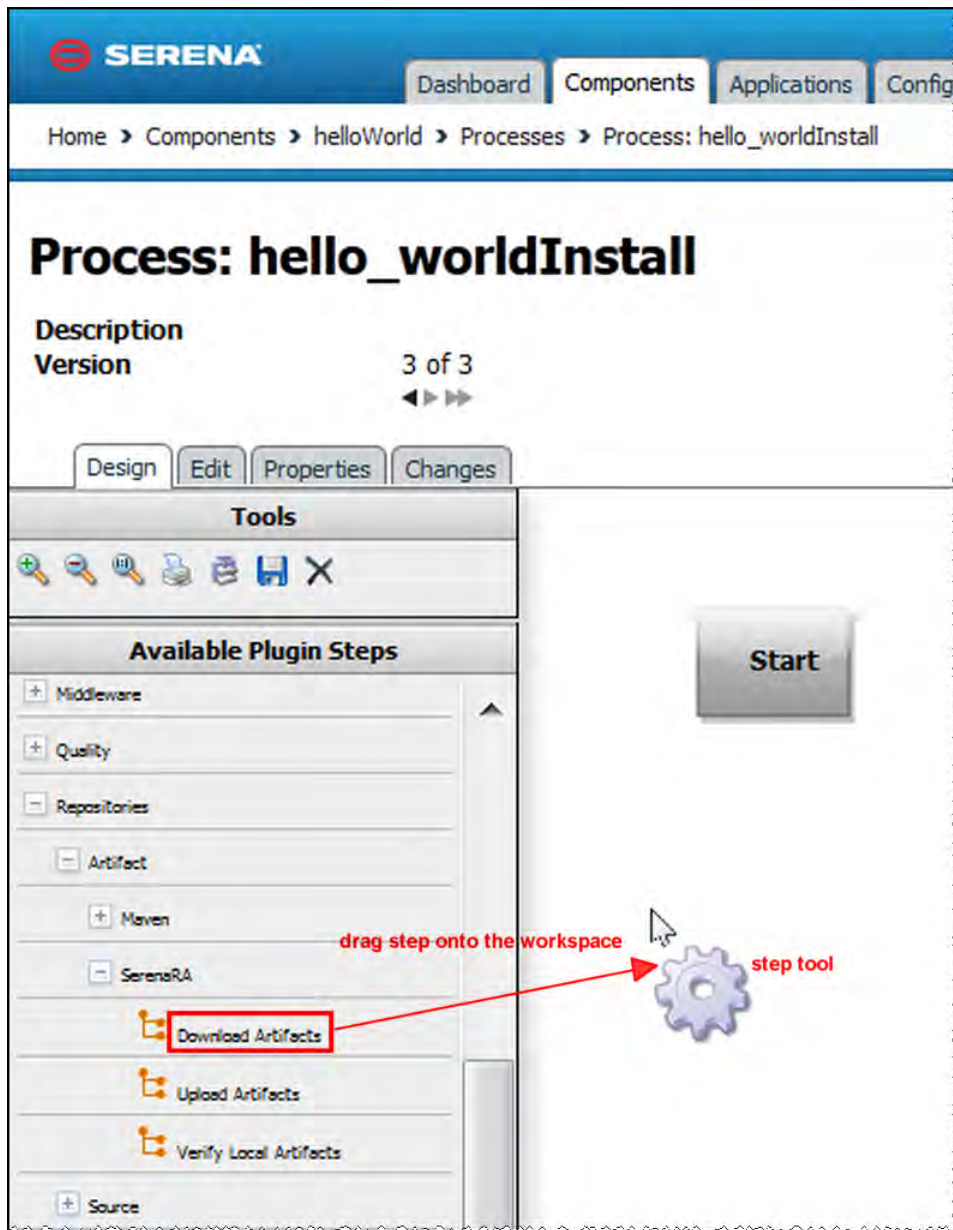 SERENA
Dashboard Components Applications Config
Home > Components > helloWorld > Processes > Process: hello_worldInstall
Process: hello_worldInstall
Description
Version 3 of 3
Design Edit Properties Changes
Tools
Available Plugin Steps
Start
Middleware
Quality
Repositories
Artifact
Maven
drag step onto the workspace
SerenaRA
step tool
Download Artifacts
Upload Artifacts
Verify Local Artifacts
Source